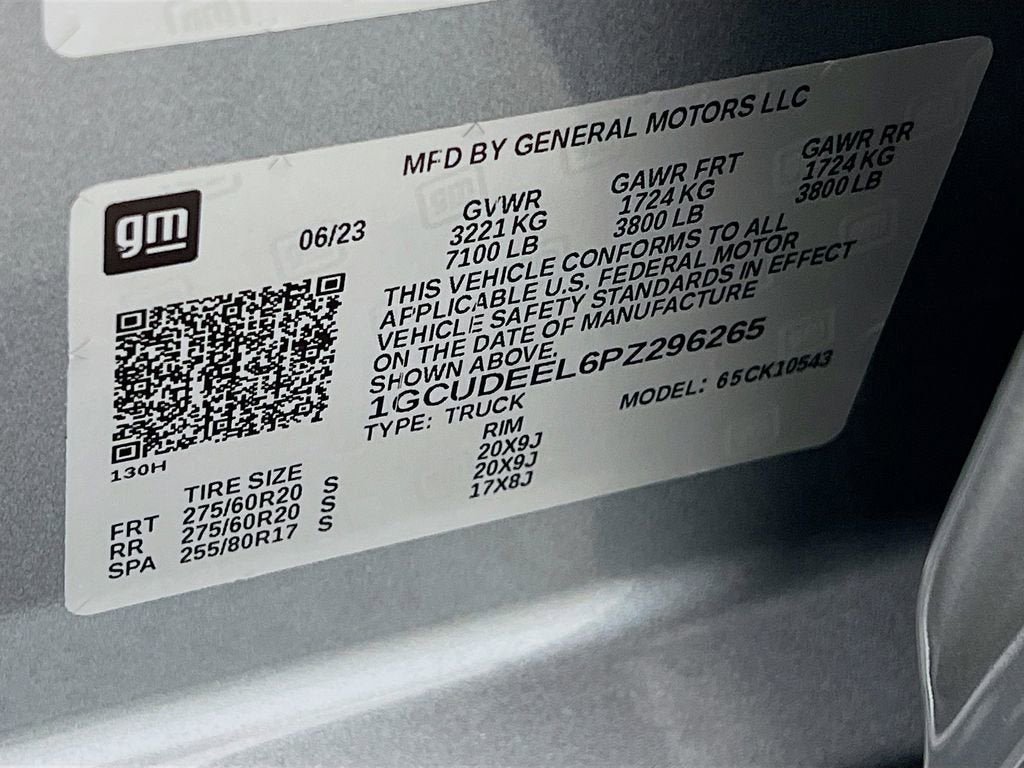 MFD BY GENERAL MOTORS LLC
gm
06/23
GVWR GAWR FRT GAWR RR
3221 KG 1724 KG 1724 KG
7100 LB 3800 LB 3800 LB
THIS VEHICLE CONFORMS TO ALL
APPLICABLE U.S. FEDERAL MOTOR
VEHICLE SAFETY STANDARDS IN EFFECT
ON THE DATE OF MANUFACTURE
SHOWN ABOVE.
1GCUDEEL6PZ296265
TYPE: TRUCK MODEL: 65CK10543
130H
TIRE SIZE RIM
FRT 275/60R20 S 20X9J
RR 275/60R20 S 20X9J
SPA 255/80R17 S 17X8J